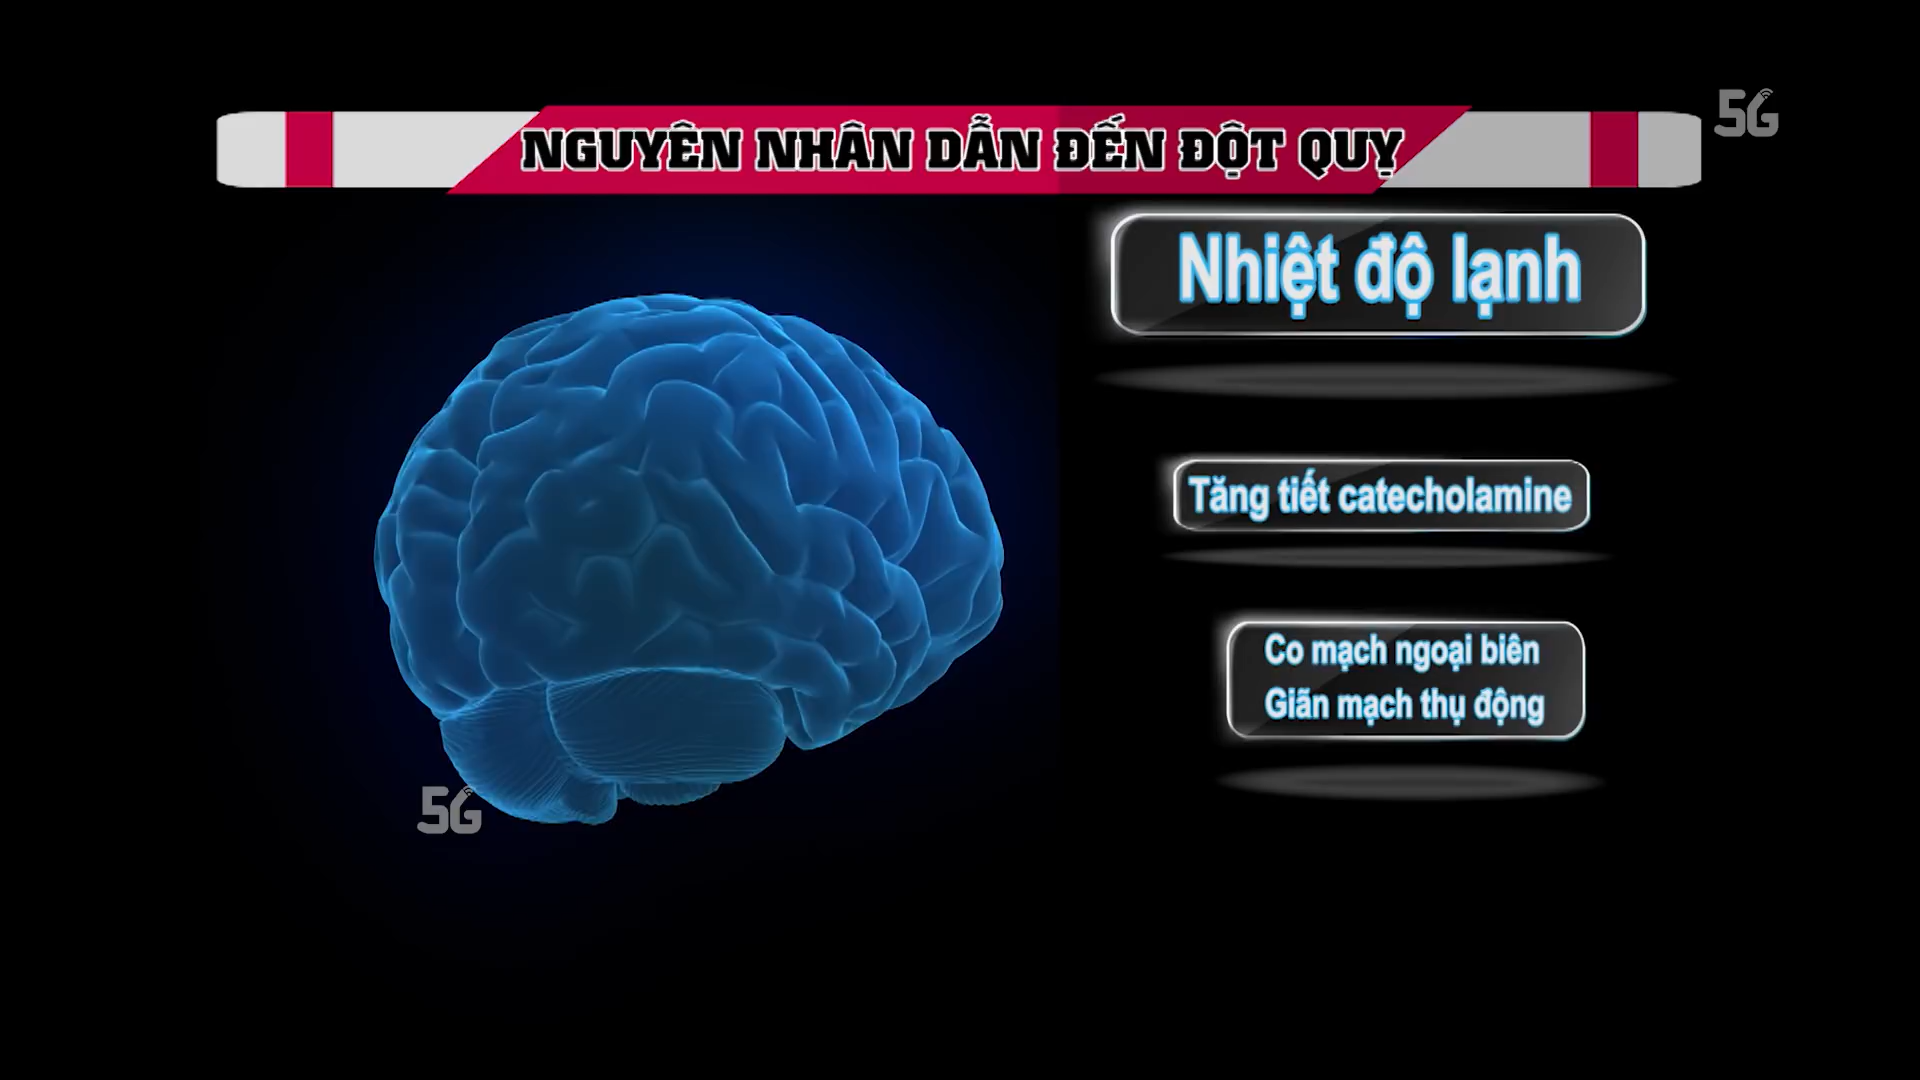 NGUYÊN NHÂN DẪN ĐẾN ĐỘT QUỴ
5G
Nhiệt độ lạnh
Tăng tiết catecholamine
Co mạch ngoại biên
Giãn mạch thụ động
5G